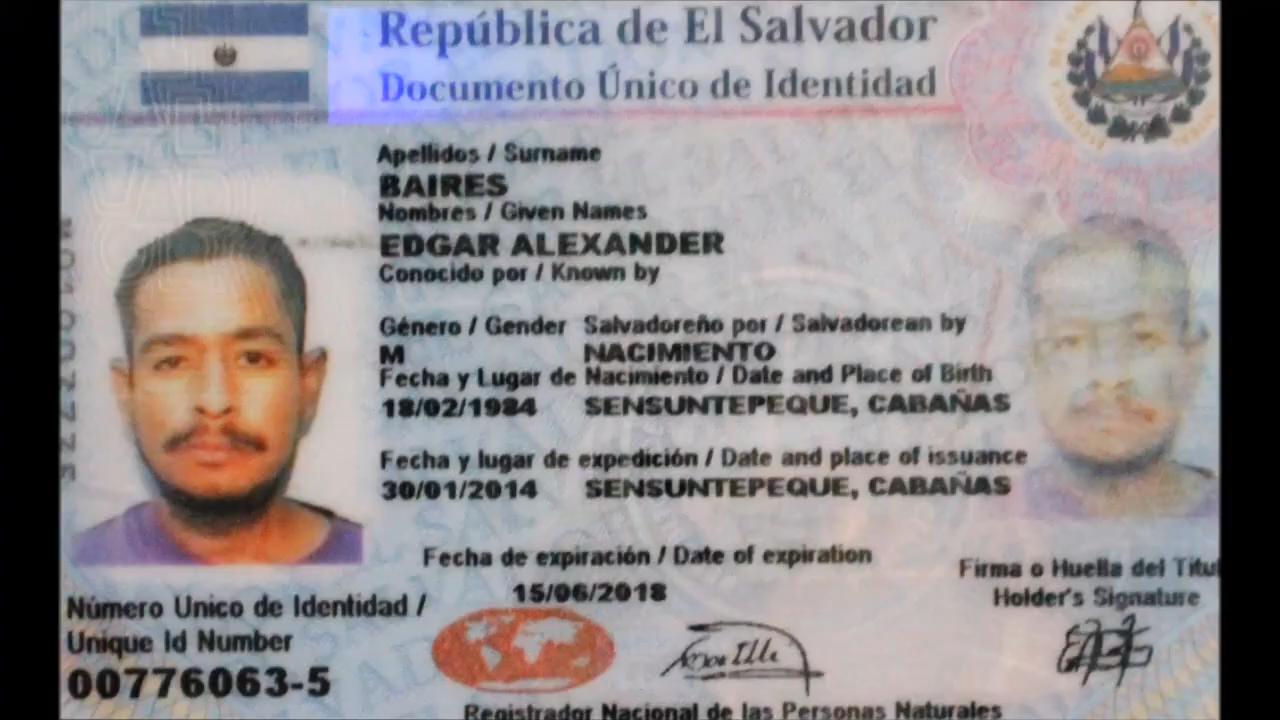 República de El Salvador
Documento Único de Identidad
Apellidos / Surname
BAIRES
Nombres / Given Names
EDGAR ALEXANDER
Conocido por / Known by
Género / Gender Salvadoreño por / Salvadorean by
M NACIMIENTO
Fecha y Lugar de Nacimiento / Date and Place of Birth
18/02/1984 SENSUNTEPEQUE, CABAÑAS
Fecha y lugar de expedición / Date and place of issuance
30/01/2014 SENSUNTEPEQUE, CABAÑAS
Fecha de expiración / Date of expiration
15/06/2018
Firma o Huella del Titul
Holder's Signature
Número Unico de Identidad /
Unique Id Number
00776063-5
Registrador Nacional de las Personas Naturales